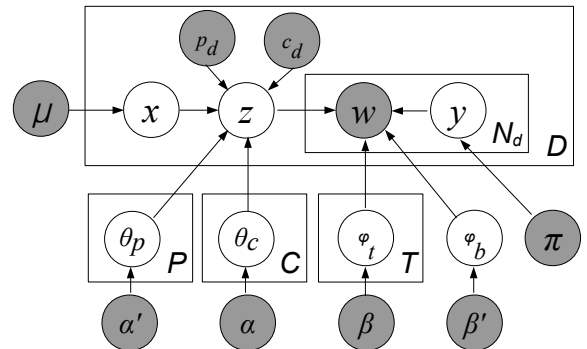 p_d c_d
μ x z w y
N_d
D
θ_p P θ_c C φ_t T φ_b π
α' α β β'